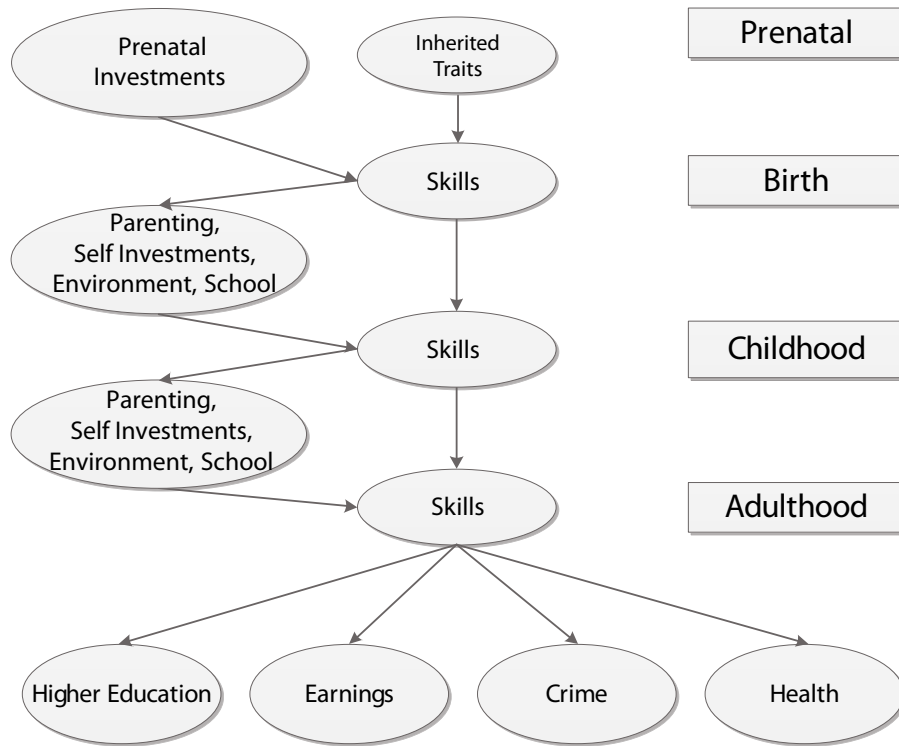 Prenatal
Investments
Inherited
Traits
Prenatal
Skills
Birth
Parenting,
Self Investments,
Environment, School
Skills
Childhood
Parenting,
Self Investments,
Environment, School
Skills
Adulthood
Higher Education
Earnings
Crime
Health